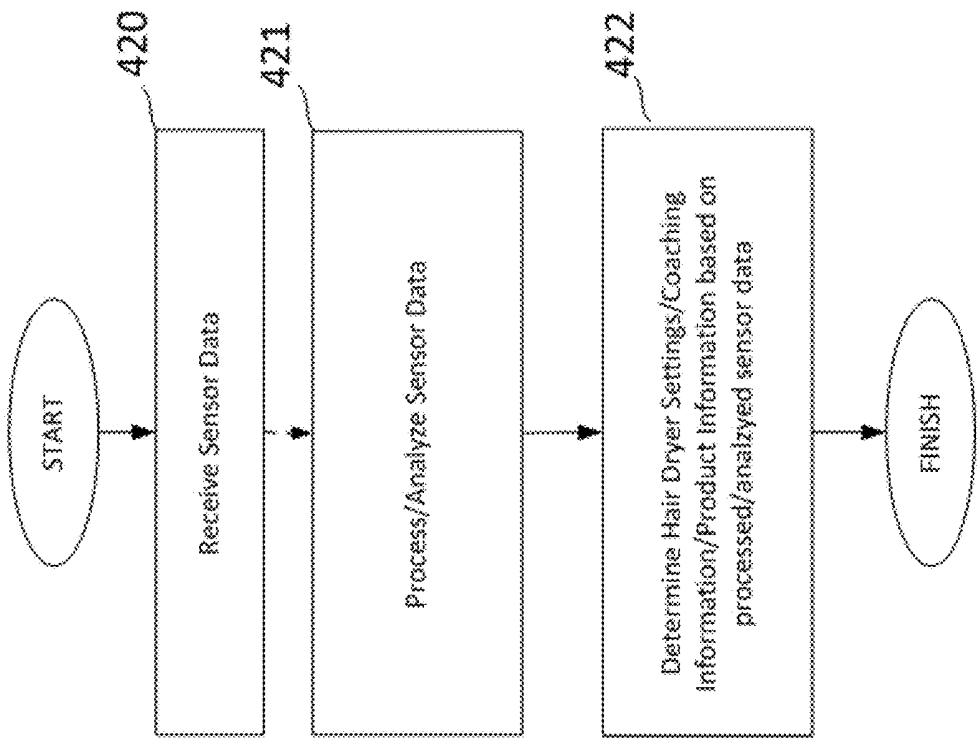 START
420
Receive Sensor Data
421
Process/Analyze Sensor Data
422
Determine Hair Dryer Settings/Coaching
Information/Product Information based on
processed/analzyed sensor data
FINISH